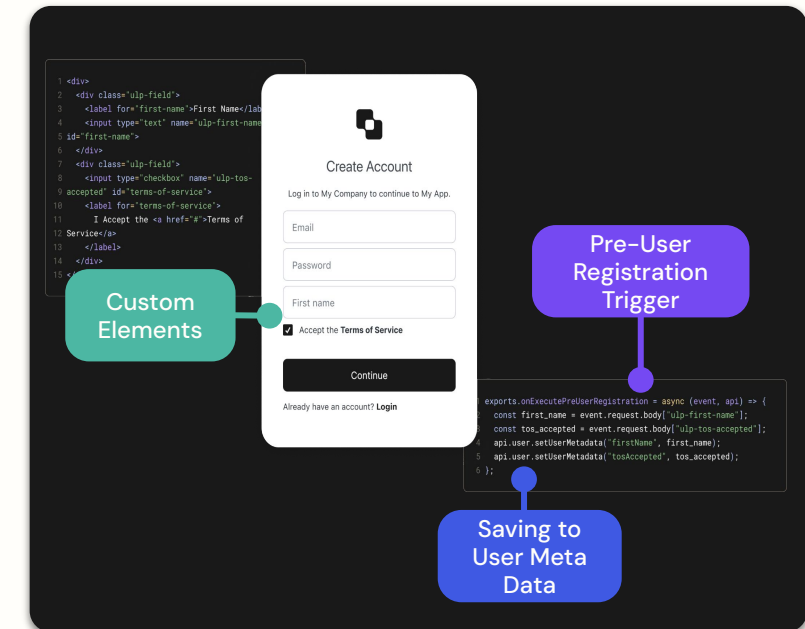 1 <div>
2 <div class="ulp-field">
3 <label for="first-name">First Name</lab
4 <input type="text" name="ulp-first-name
5 id="first-name">
6 </div>
7 <div class="ulp-field">
8 <input type="checkbox" name="ulp-tos-
9 accepted" id="terms-of-service">
10 <label for="terms-of-service">
11 I Accept the <a href="#">Terms of
12 Service</a>
13 </label>
14 </div>
15 <
Custom
Elements
Create Account
Log in to My Company to continue to My App.
Email
Password
First name
Accept the Terms of Service
Continue
Already have an account? Login
Pre-User
Registration
Trigger
exports.onExecutePreUserRegistration = async (event, api) => {
2 const first_name = event.request.body["ulp-first-name"];
3 const tos_accepted = event.request.body["ulp-tos-accepted"];
4 api.user.setUserMetadata("firstName", first_name);
5 api.user.setUserMetadata("tosAccepted", tos_accepted);
6 };
Saving to
User Meta
Data